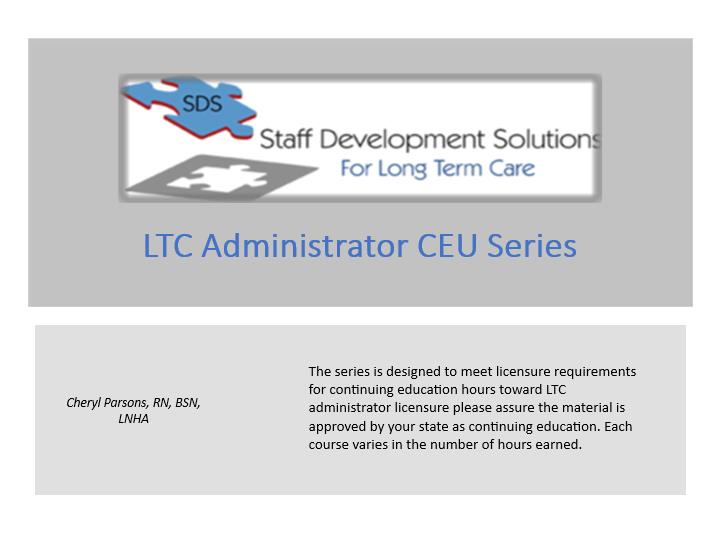 SDS
Staff Development Solutions
For Long Term Care
LTC Administrator CEU Series
Cheryl Parsons, RN, BSN,
LNHA
The series is designed to meet licensure requirements
for continuing education hours toward LTC
administrator licensure please assure the material is
approved by your state as continuing education. Each
course varies in the number of hours earned.